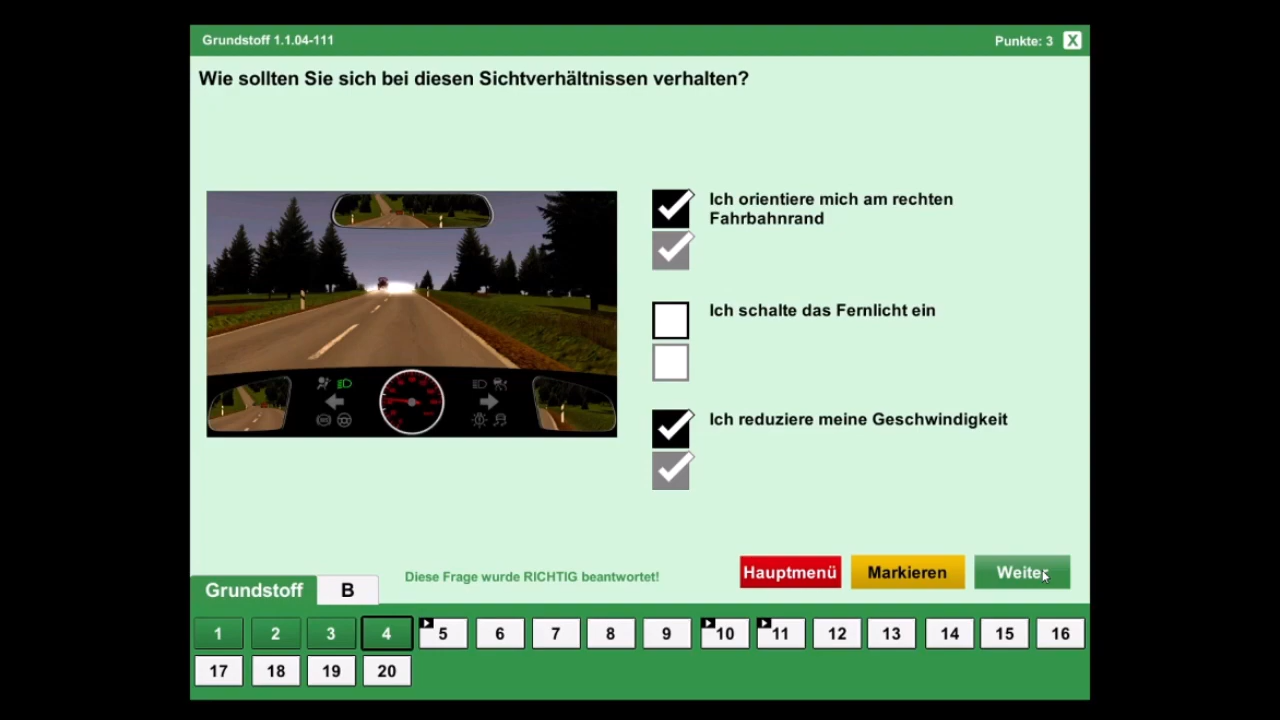 Grundstoff 1.1.04-111
Punkte: 3 X
Wie sollten Sie sich bei diesen Sichtverhältnissen verhalten?
Ich orientiere mich am rechten
Fahrbahnrand
Ich schalte das Fernlicht ein
Ich reduziere meine Geschwindigkeit
Diese Frage wurde RICHTIG beantwortet!
Hauptmenü
Markieren
Weiter
Grundstoff
B
1 2 3 4 5 6 7 8 9 10 11 12 13 14 15 16
17 18 19 20